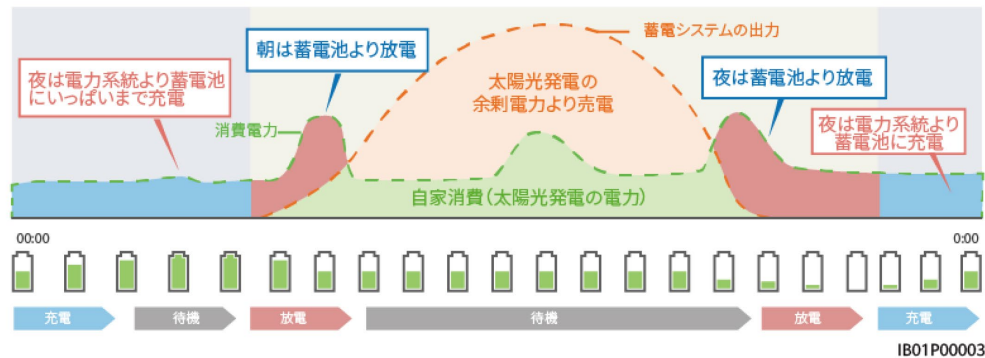 蓄電システムの出力
朝は蓄電池より放電
夜は電力系統より蓄電池
にいっぱいまで充電
太陽光発電の
余剰電力より売電
夜は蓄電池より放電
消費電力
夜は電力系統より
蓄電池に充電
自家消費(太陽光発電の電力)
00:00
0:00
充電
待機
放電
待機
放電
充電
IB01P00003